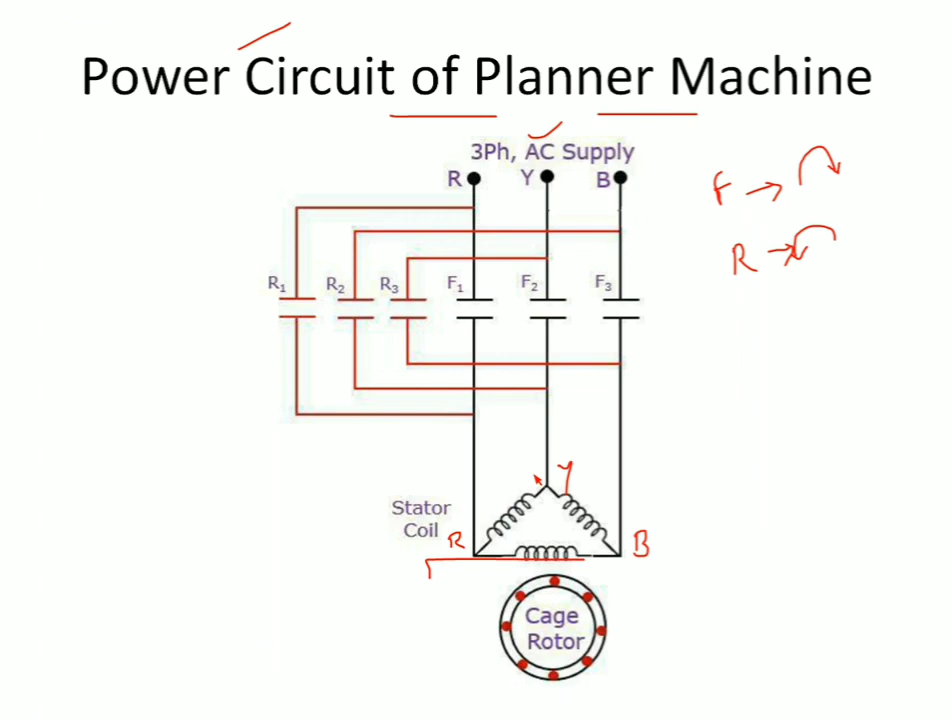 Power Circuit of Planner Machine
3Ph, AC Supply
R Y B
F →
R →
R₁ R₂ R₃ F₁ F₂ F₃
Y
Stator
Coil
R B
Cage
Rotor